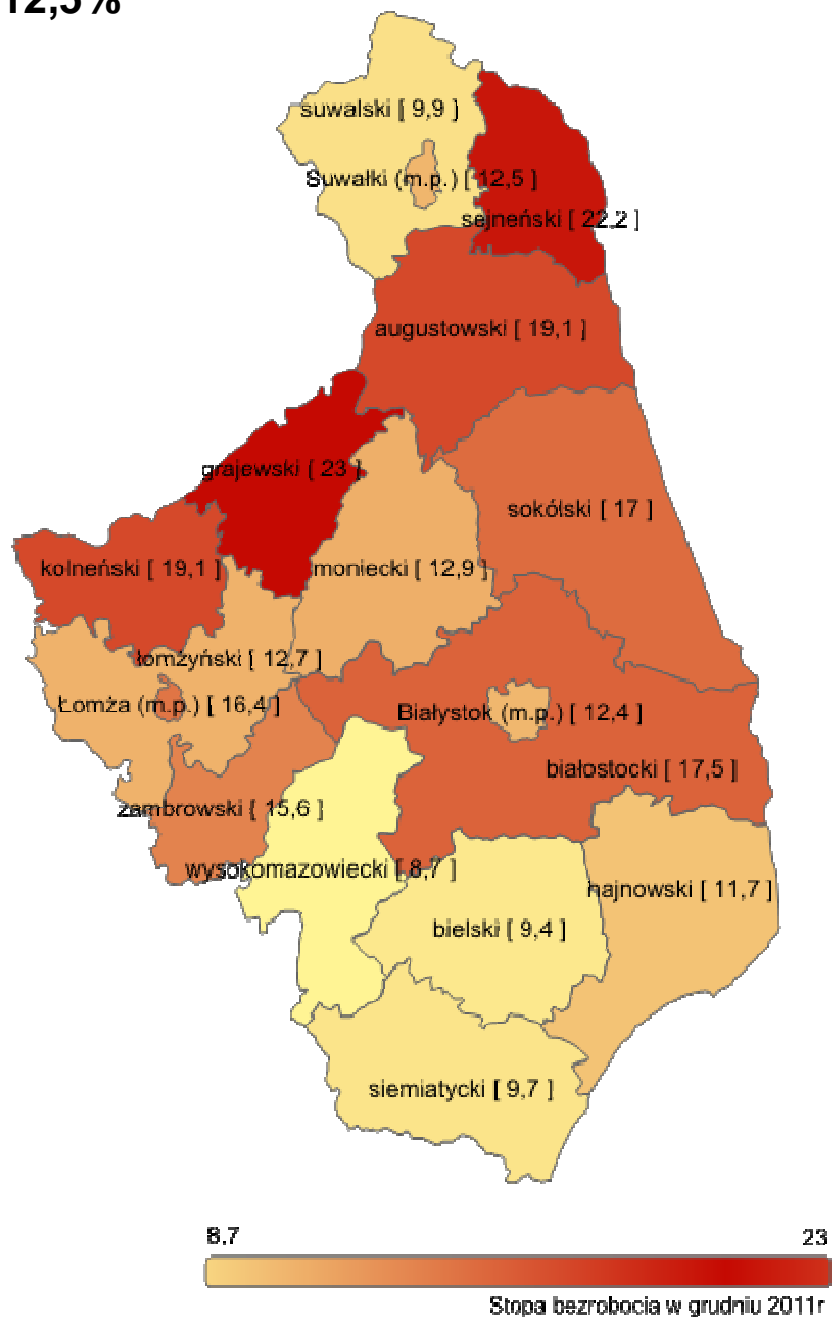 12,5%
suwalski [ 9,9 ]
Suwałki (m.p.) [ 12,5 ]
sejneński [ 22,2 ]
augustowski [ 19,1 ]
grajewski [ 23 ]
sokólski [ 17 ]
kolneński [ 19,1 ]
moniecki [ 12,9 ]
łomżyński [ 12,7 ]
Łomża (m.p.) [ 16,4 ]
Białystok (m.p.) [ 12,4 ]
białostocki [ 17,5 ]
zambrowski [ 15,6 ]
wysokomazowiecki [ 8,7 ]
hajnowski [ 11,7 ]
bielski [ 9,4 ]
siemiatycki [ 9,7 ]
8,7
23
Stopa bezrobocia w grudniu 2011r